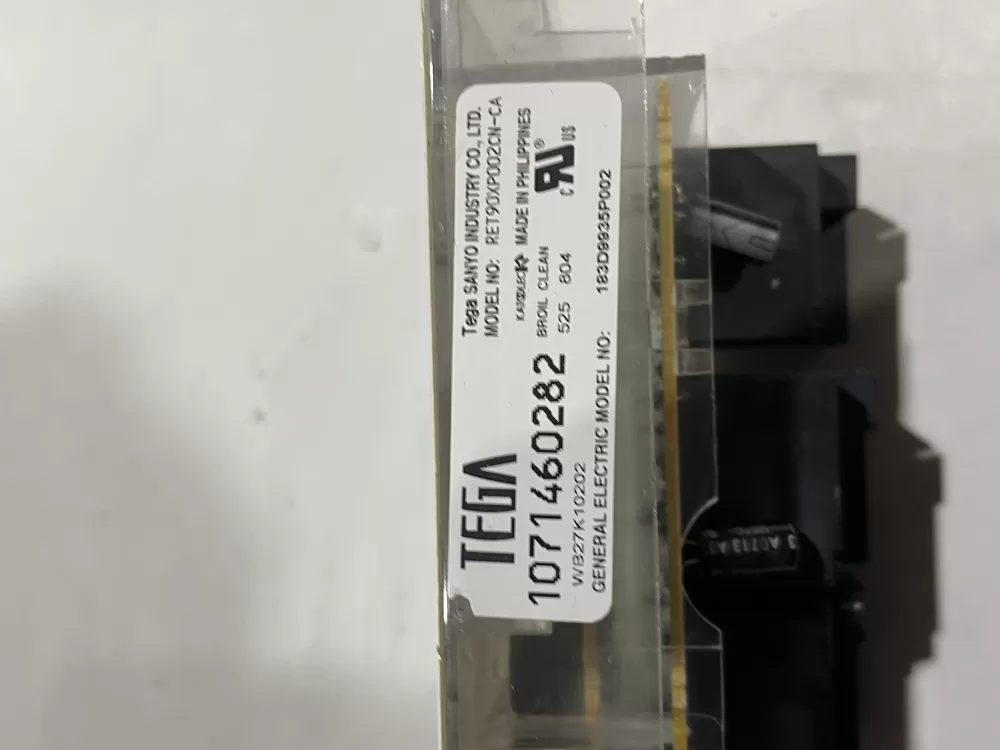 Tega SANYO INDUSTRY CO., LTD.
MODEL NO: RET90XP002CN-CA
MADE IN PHILIPPINES
TEGA
BROIL CLEAN
C US ®
1071460282
525 804
WB27K10202
GENERAL ELECTRIC MODEL NO: 183D9935P002